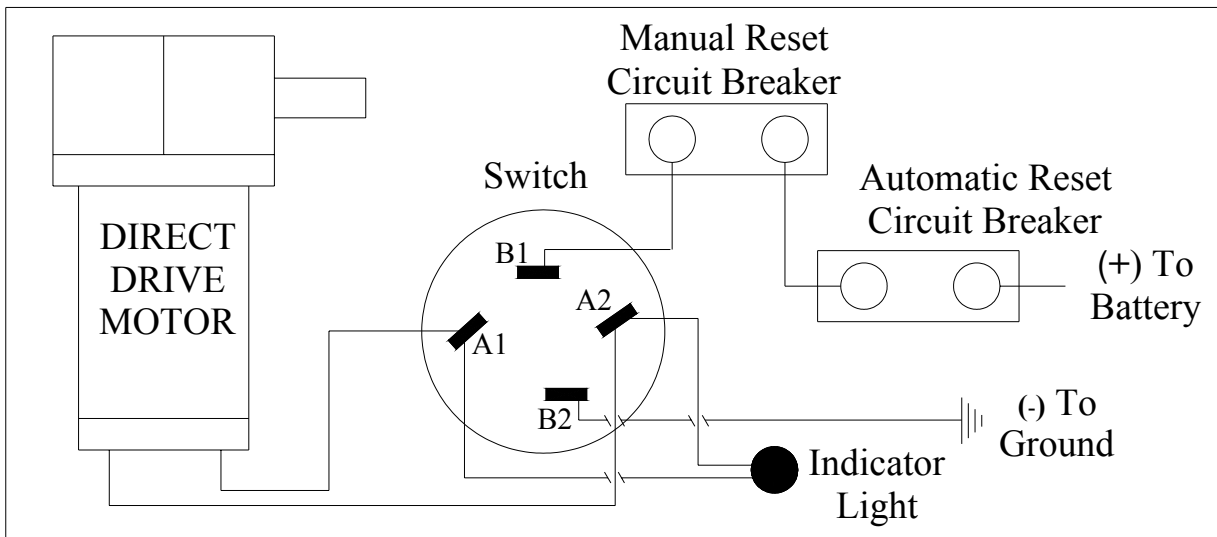 Manual Reset
Circuit Breaker
Switch
Automatic Reset
Circuit Breaker
DIRECT
DRIVE
MOTOR
B1
A2
A1
B2
(+) To
Battery
(-) To
Ground
Indicator
Light